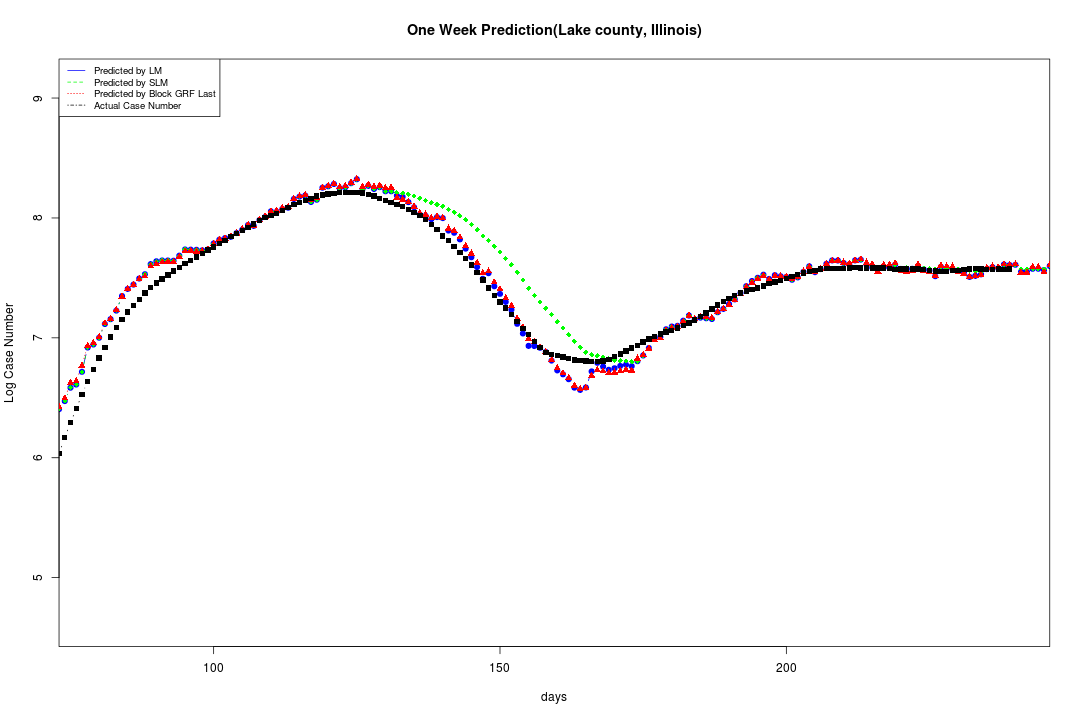 One Week Prediction(Lake county, Illinois)
Predicted by LM
Predicted by SLM
Predicted by Block GRF Last
Actual Case Number
9
8
7
6
5
Log Case Number
100 150 200
days